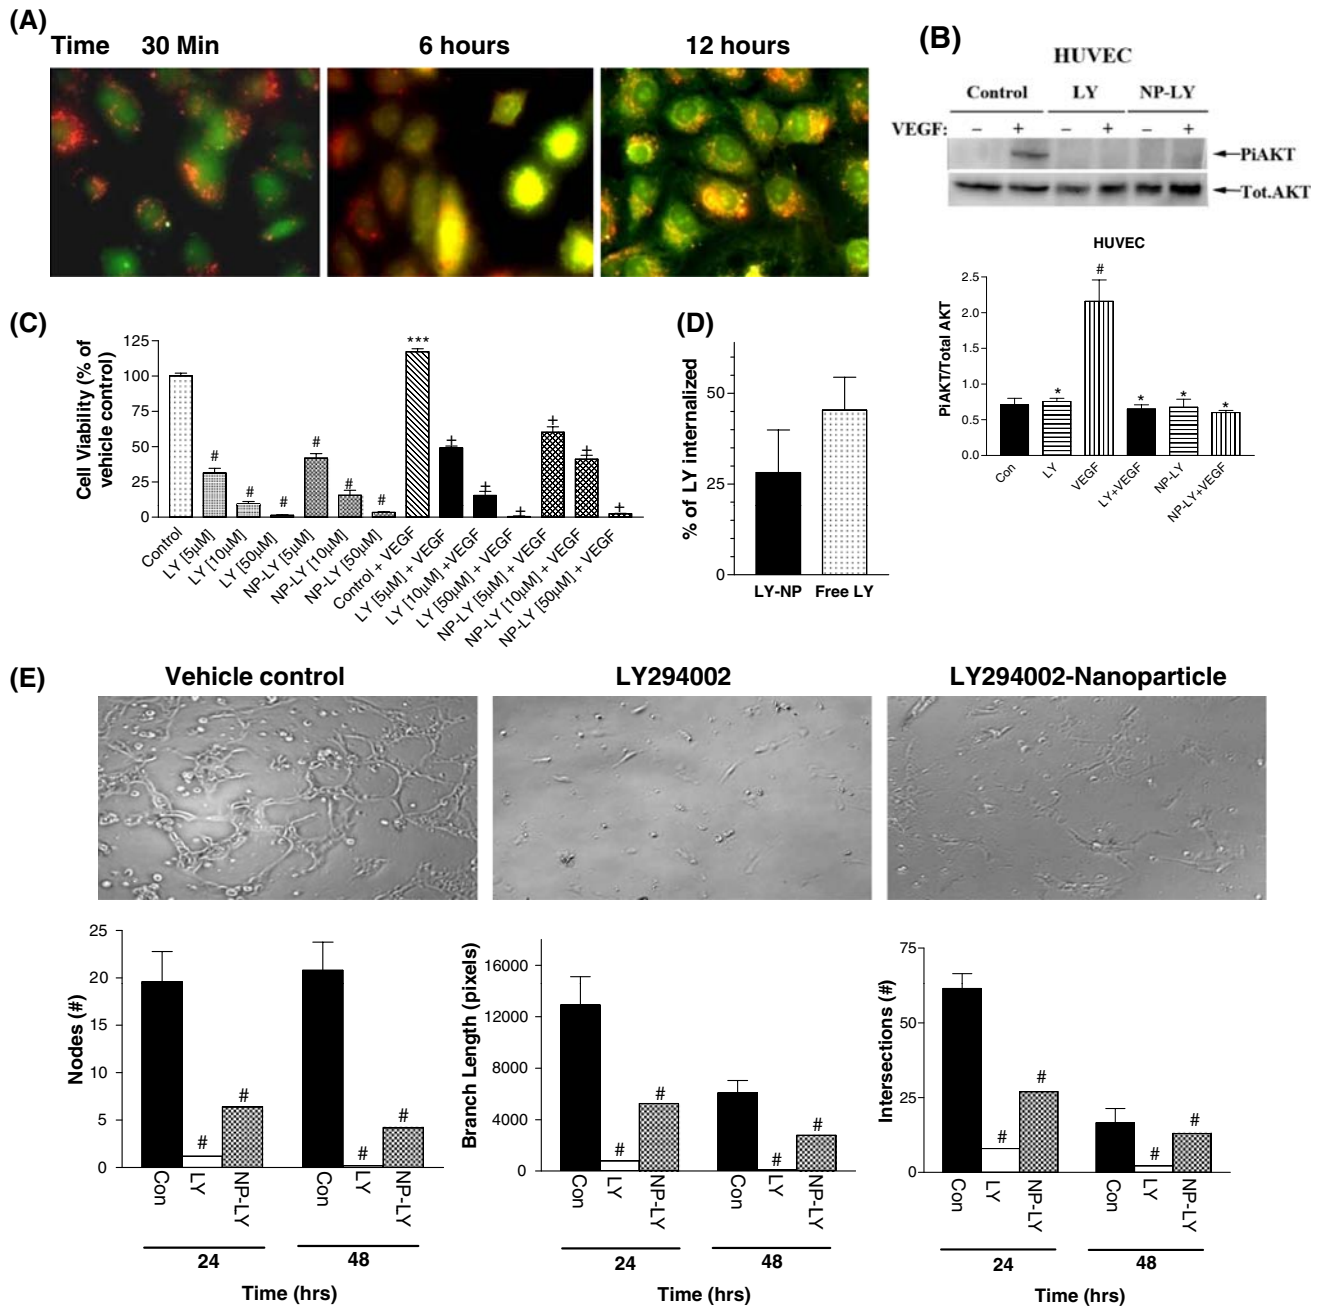 (A)
Time 30 Min 6 hours 12 hours
(B)
HUVEC
Control LY NP-LY
VEGF: – + – + – +
PiAKT
Tot.AKT
HUVEC
PiAKT/Total AKT
2.5
2.0
1.5
1.0
0.5
0.0
#
* * * *
Con LY VEGF LY+VEGF NP-LY NP-LY+VEGF
(C)
Cell Viability (% of
vehicle control)
125
100
75
50
25
0
# # # # # # *** + + + + + +
Control
LY [5µM]
LY [10µM]
LY [50µM]
NP-LY [5µM]
NP-LY [10µM]
NP-LY [50µM]
Control + VEGF
LY [5µM] + VEGF
LY [10µM] +VEGF
LY [50µM] + VEGF
NP-LY [5µM] + VEGF
NP-LY [10µM] + VEGF
NP-LY [50µM] + VEGF
(D)
% of LY internalized
50
25
0
LY-NP Free LY
(E)
Vehicle control LY294002 LY294002-Nanoparticle
Nodes (#)
25
20
15
10
5
0
# # # #
Con LY NP-LY Con LY NP-LY
24 48
Time (hrs)
Branch Length (pixels)
16000
12000
8000
4000
0
# # # #
Con LY NP-LY Con LY NP-LY
24 48
Time (hrs)
Intersections (#)
75
50
25
0
# # # #
Con LY NP-LY Con LY NP-LY
24 48
Time (hrs)